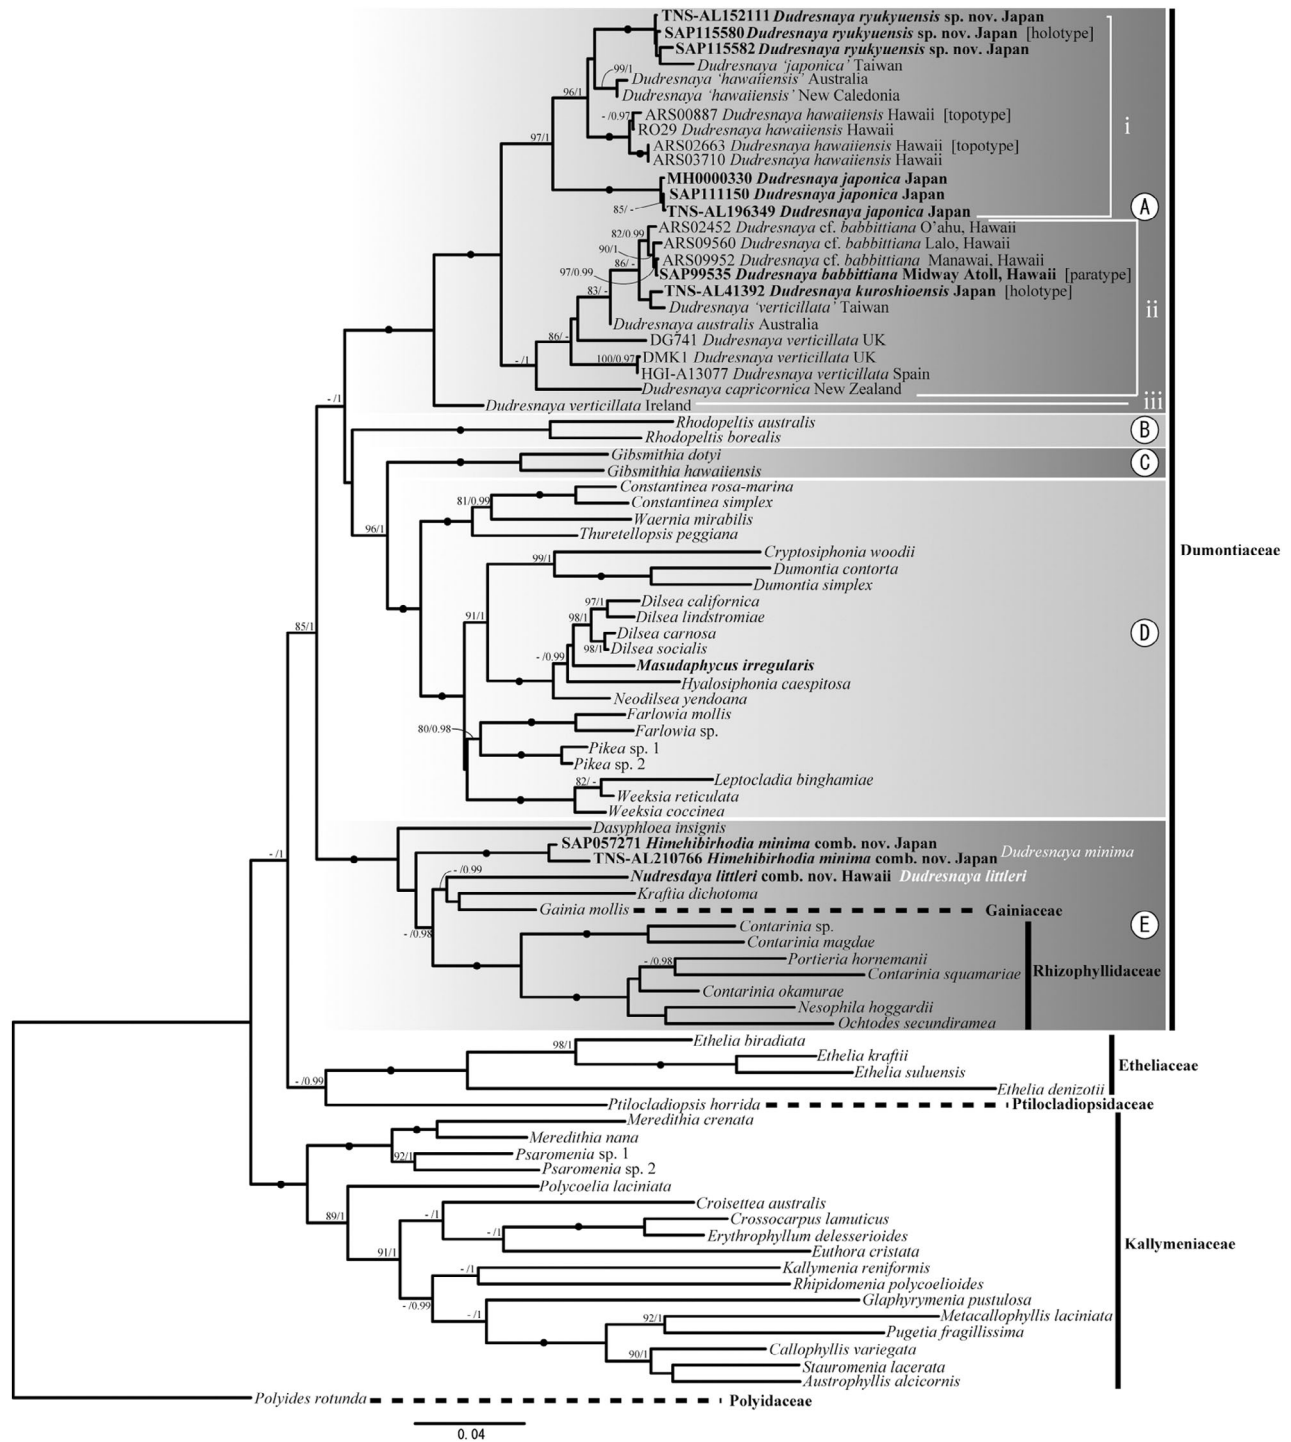 TNS-AL152111 Dudresnaya ryukyuensis sp. nov. Japan
SAP115580 Dudresnaya ryukyuensis sp. nov. Japan [holotype]
SAP115582 Dudresnaya ryukyuensis sp. nov. Japan
Dudresnaya ‘japonica’ Taiwan
99/1
Dudresnaya ‘hawaiiensis’ Australia
96/1
Dudresnaya ‘hawaiiensis’ New Caledonia
- /0.97
ARS00887 Dudresnaya hawaiiensis Hawaii [topotype]
i
RO29 Dudresnaya hawaiiensis Hawaii
97/1
ARS02663 Dudresnaya hawaiiensis Hawaii [topotype]
ARS03710 Dudresnaya hawaiiensis Hawaii
MH0000330 Dudresnaya japonica Japan
SAP111150 Dudresnaya japonica Japan
85/ -
TNS-AL196349 Dudresnaya japonica Japan
A
ARS02452 Dudresnaya cf. babbittiana O’ahu, Hawaii
82/0.99
ARS09560 Dudresnaya cf. babbittiana Lalo, Hawaii
90/1
86/ -
ARS09952 Dudresnaya cf. babbittiana Manawai, Hawaii
97/0.99
SAP99535 Dudresnaya babbittiana Midway Atoll, Hawaii [paratype]
83/ -
TNS-AL41392 Dudresnaya kuroshioensis Japan [holotype]
Dudresnaya ‘verticillata’ Taiwan
ii
Dudresnaya australis Australia
86/ -
DG741 Dudresnaya verticillata UK
- /1
100/0.97
DMK1 Dudresnaya verticillata UK
HGI-A13077 Dudresnaya verticillata Spain
Dudresnaya capricornica New Zealand
- /1
Dudresnaya verticillata Ireland
iii
Rhodopeltis australis
B
Rhodopeltis borealis
Gibsmithia dotyi
C
Gibsmithia hawaiiensis
Constantinea rosa-marina
81/0.99
Constantinea simplex
Waernia mirabilis
96/1
Thuretellopsis peggiana
Cryptosiphonia woodii
Dumontiaceae
99/1
Dumontia contorta
Dumontia simplex
97/1
Dilsea californica
91/1
98/1
Dilsea lindstromiae
85/1
Dilsea carnosa
D
98/1
Dilsea socialis
- /0.99
Masudaphycus irregularis
Hyalosiphonia caespitosa
Neodilsea yendoana
Farlowia mollis
80/0.98
Farlowia sp.
Pikea sp. 1
Pikea sp. 2
82/ -
Leptocladia binghamiae
Weeksia reticulata
Weeksia coccinea
Dasyphloea insignis
SAP057271 Himehibirhodia minima comb. nov. Japan
- /1
TNS-AL210766 Himehibirhodia minima comb. nov. Japan Dudresnaya minima
- /0.99
Nudresdaya littleri comb. nov. Hawaii Dudresnaya littleri
Kraftia dichotoma
Gainia mollis
Gainiaceae
- /0.98
Contarinia sp.
E
Contarinia magdae
- /0.98
Portieria hornemanii
Contarinia squamariae
Rhizophyllidaceae
Contarinia okamurae
Nesophila hoggardii
Ochtodes secundiramea
98/1
Ethelia biradiata
Ethelia kraftii
Etheliaceae
Ethelia suluensis
- /0.99
Ethelia denizotii
Ptilocladiopsis horrida
Ptilocladiopsidaceae
Meredithia crenata
Meredithia nana
92/1
Psaromenia sp. 1
Psaromenia sp. 2
Polycoelia laciniata
Croisettea australis
89/1
- /1
Crossocarpus lamuticus
- /1
Erythrophyllum delesserioides
Kallymeniaceae
91/1
Euthora cristata
- /1
Kallymenia reniformis
Rhipidomenia polycoelioides
- /0.99
Glaphyrymenia pustulosa
- /1
92/1
Metacallophyllis laciniata
Pugetia fragillissima
90/1
Callophyllis variegata
Stauromenia lacerata
Austrophyllis alcicornis
Polyides rotunda
Polyidaceae
0.04